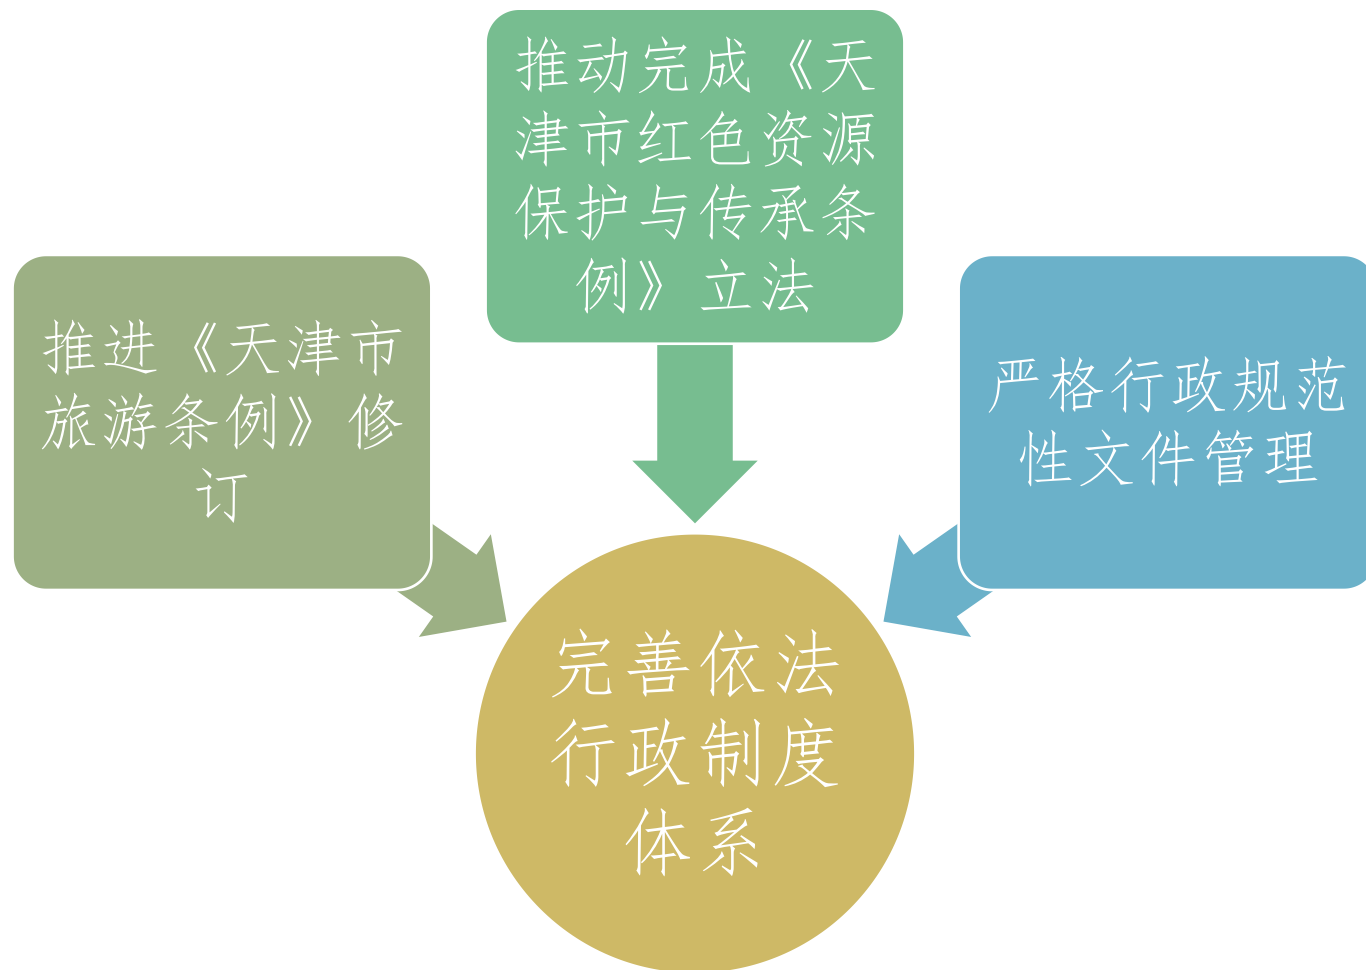 推动完成《天
津市红色资源
保护与传承条
例》立法
推进《天津市
旅游条例》修
订
严格行政规范
性文件管理
完善依法
行政制度
体系